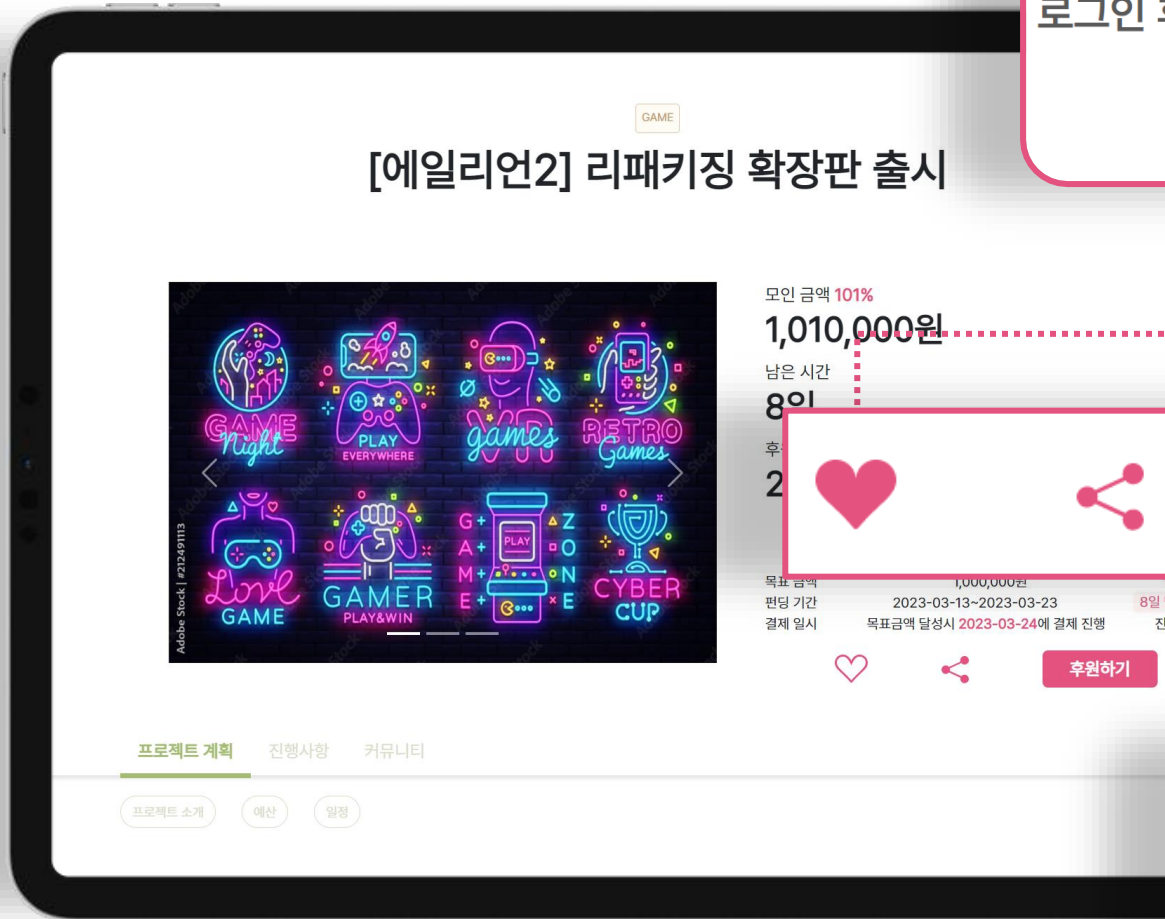 로그인 후
GAME
[에일리언2] 리패키징 확장판 출시
모인 금액 101%
1,010,000원
남은 시간
8일
후
2
목표 금액 1,000,000원
펀딩 기간 2023-03-13~2023-03-23 8일
결제 일시 목표금액 달성시 2023-03-24에 결제 진행 진
후원하기
GAME
Night
PLAY
EVERYWHERE
VR
games
RETRO
Games
Love
GAME
GAMER
PLAY&WIN
GAME
PLAY
ZONE
CYBER
CUP
Adobe Stock | #212491113
프로젝트 계획 진행사항 커뮤니티
프로젝트 소개 예산 일정